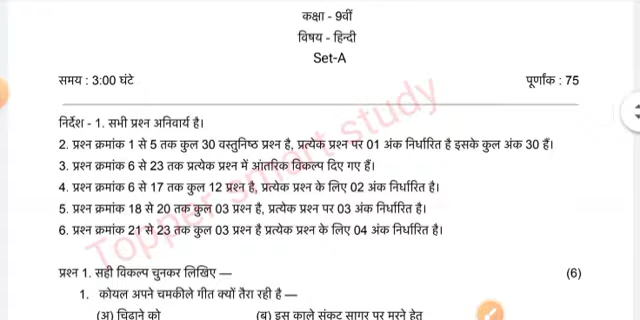 कक्षा - 9वीं
विषय - हिन्दी
Set-A
समय : 3:00 घंटे पूर्णांक : 75
निर्देश - 1. सभी प्रश्न अनिवार्य है।
2. प्रश्न क्रमांक 1 से 5 तक कुल 30 वस्तुनिष्ठ प्रश्न है, प्रत्येक प्रश्न पर 01 अंक निर्धारित है इसके कुल अंक 30 हैं।
3. प्रश्न क्रमांक 6 से 23 तक प्रत्येक प्रश्न में आंतरिक विकल्प दिए गए हैं।
4. प्रश्न क्रमांक 6 से 17 तक कुल 12 प्रश्न है, प्रत्येक प्रश्न के लिए 02 अंक निर्धारित है।
5. प्रश्न क्रमांक 18 से 20 तक कुल 03 प्रश्न है, प्रत्येक प्रश्न पर 03 अंक निर्धारित है।
6. प्रश्न क्रमांक 21 से 23 तक कुल 03 प्रश्न है प्रत्येक प्रश्न के लिए 04 अंक निर्धारित है।
Topper smart study
प्रश्न 1. सही विकल्प चुनकर लिखिए — (6)
1. कोयल अपने चमकीले गीत क्यों तैरा रही है —
(अ) चिढ़ाने को (ब) इस काले संकट सागर पर मरने हेतु